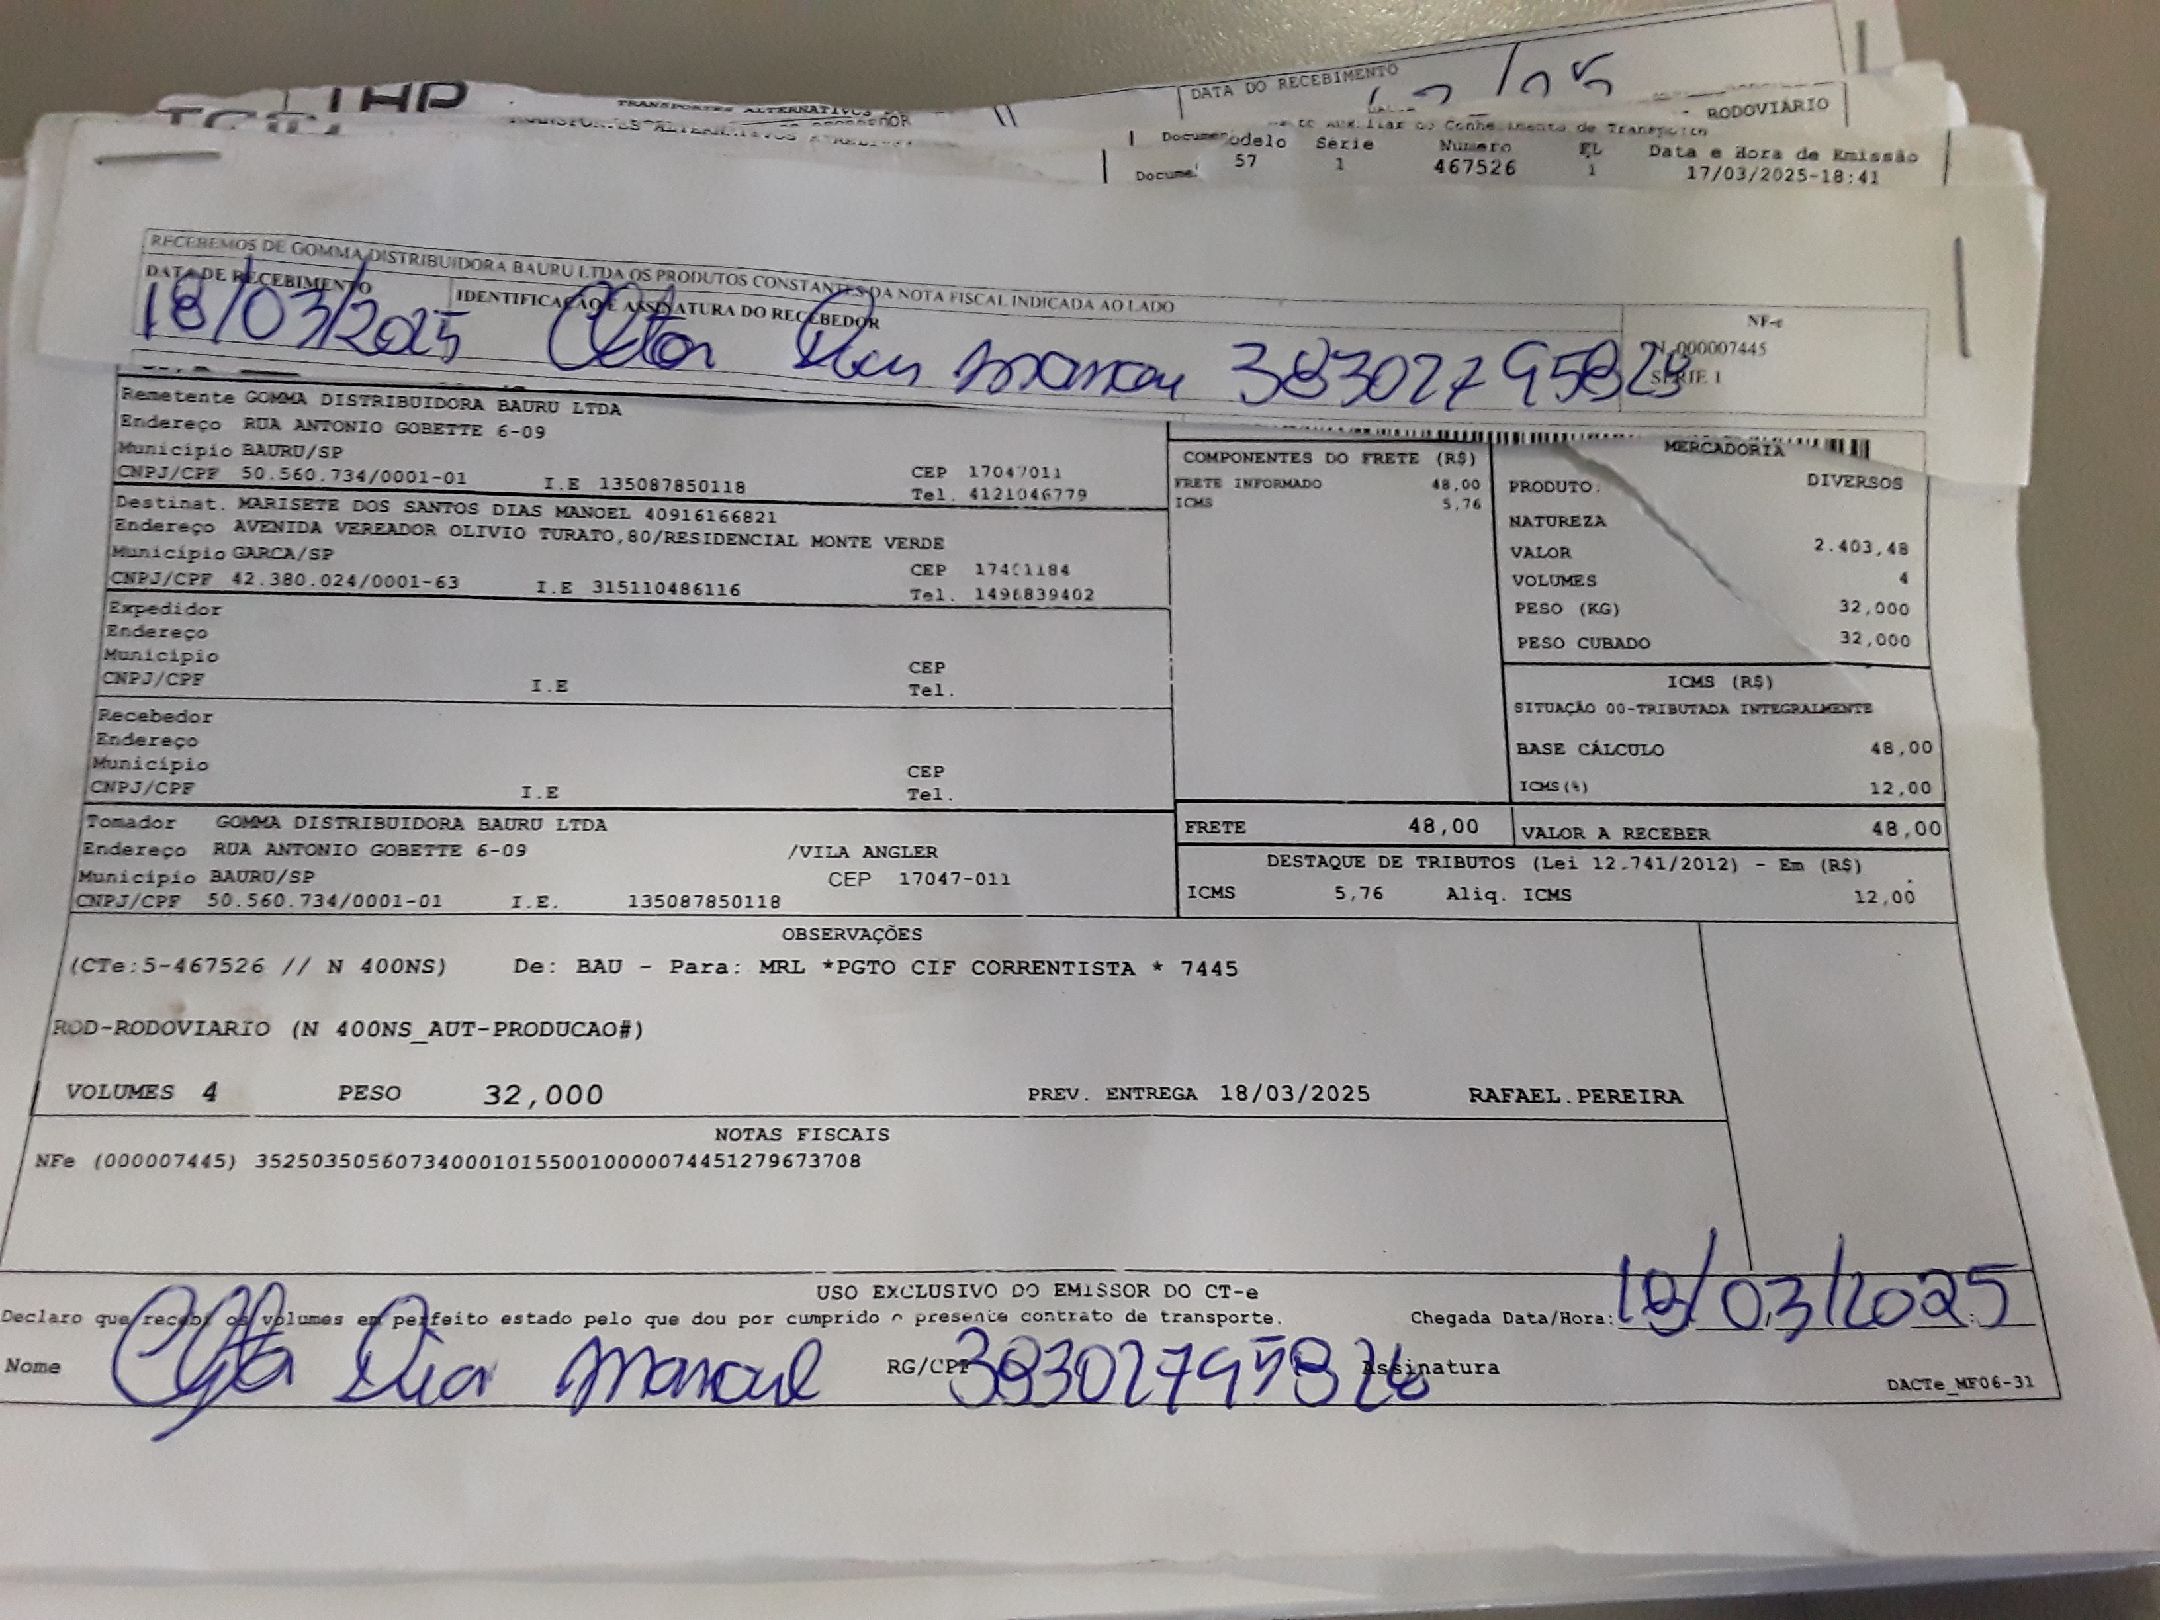 DATA DO RECEBIMENTO
TRANSPORTES ALTERNATIVOS
RODOVIÁRIO
Número EL Data e Hora de Emissão
57 1 467526 1 17/03/2025-18:41
RECEBEMOS DE GOMMA DISTRIBUIDORA BAURU LTDA OS PRODUTOS CONSTANTES DA NOTA FISCAL INDICADA AO LADO
DATA DE RECEBIMENTO IDENTIFICAÇÃO E ASSINATURA DO RECEBEDOR NF-e
18/03/2025
N. 000007445
SÉRIE 1
Remetente GOMMA DISTRIBUIDORA BAURU LTDA
Endereço RUA ANTONIO GOBETTE 6-09
Município BAURU/SP CEP 17047011
CNPJ/CPF 50.560.734/0001-01 I.E 135087850118 Tel. 4121046779
Destinat. MARISETE DOS SANTOS DIAS MANOEL 40916166821
Endereço AVENIDA VEREADOR OLIVIO TURATO,80/RESIDENCIAL MONTE VERDE
Município GARCA/SP CEP 17401184
CNPJ/CPF 42.380.024/0001-63 I.E 315110486116 Tel. 1496839402
Expedidor
Endereço
Município CEP
CNPJ/CPF I.E Tel.
Recebedor
Endereço
Município CEP
CNPJ/CPF I.E Tel.
Tomador GOMMA DISTRIBUIDORA BAURU LTDA
Endereço RUA ANTONIO GOBETTE 6-09 /VILA ANGLER
Município BAURU/SP CEP 17047-011
CNPJ/CPF 50.560.734/0001-01 I.E. 135087850118
COMPONENTES DO FRETE (R$)
FRETE INFORMADO 48,00
ICMS 5,76
MERCADORIA
PRODUTO. DIVERSOS
NATUREZA
VALOR 2.403,48
VOLUMES 4
PESO (KG) 32,000
PESO CUBADO 32,000
ICMS (R$)
SITUAÇÃO 00-TRIBUTADA INTEGRALMENTE
BASE CÁLCULO 48,00
ICMS(%) 12,00
FRETE 48,00 VALOR A RECEBER 48,00
DESTAQUE DE TRIBUTOS (Lei 12.741/2012) - Em (R$)
ICMS 5,76 Aliq. ICMS 12,00
OBSERVAÇÕES
(CTe:5-467526 // N 400NS) De: BAU - Para: MRL *PGTO CIF CORRENTISTA * 7445
ROD-RODOVIARIO (N 400NS_AUT-PRODUCAO#)
VOLUMES 4 PESO 32,000 PREV. ENTREGA 18/03/2025 RAFAEL.PEREIRA
NOTAS FISCAIS
NFe (000007445) 35250350560734000101550010000074451279673708
USO EXCLUSIVO DO EMISSOR DO CT-e
Declaro que recebi os volumes em perfeito estado pelo que dou por cumprido o presente contrato de transporte. Chegada Data/Hora: 18/03/2025
Nome RG/CPF Assinatura
DACTe_MF06-31